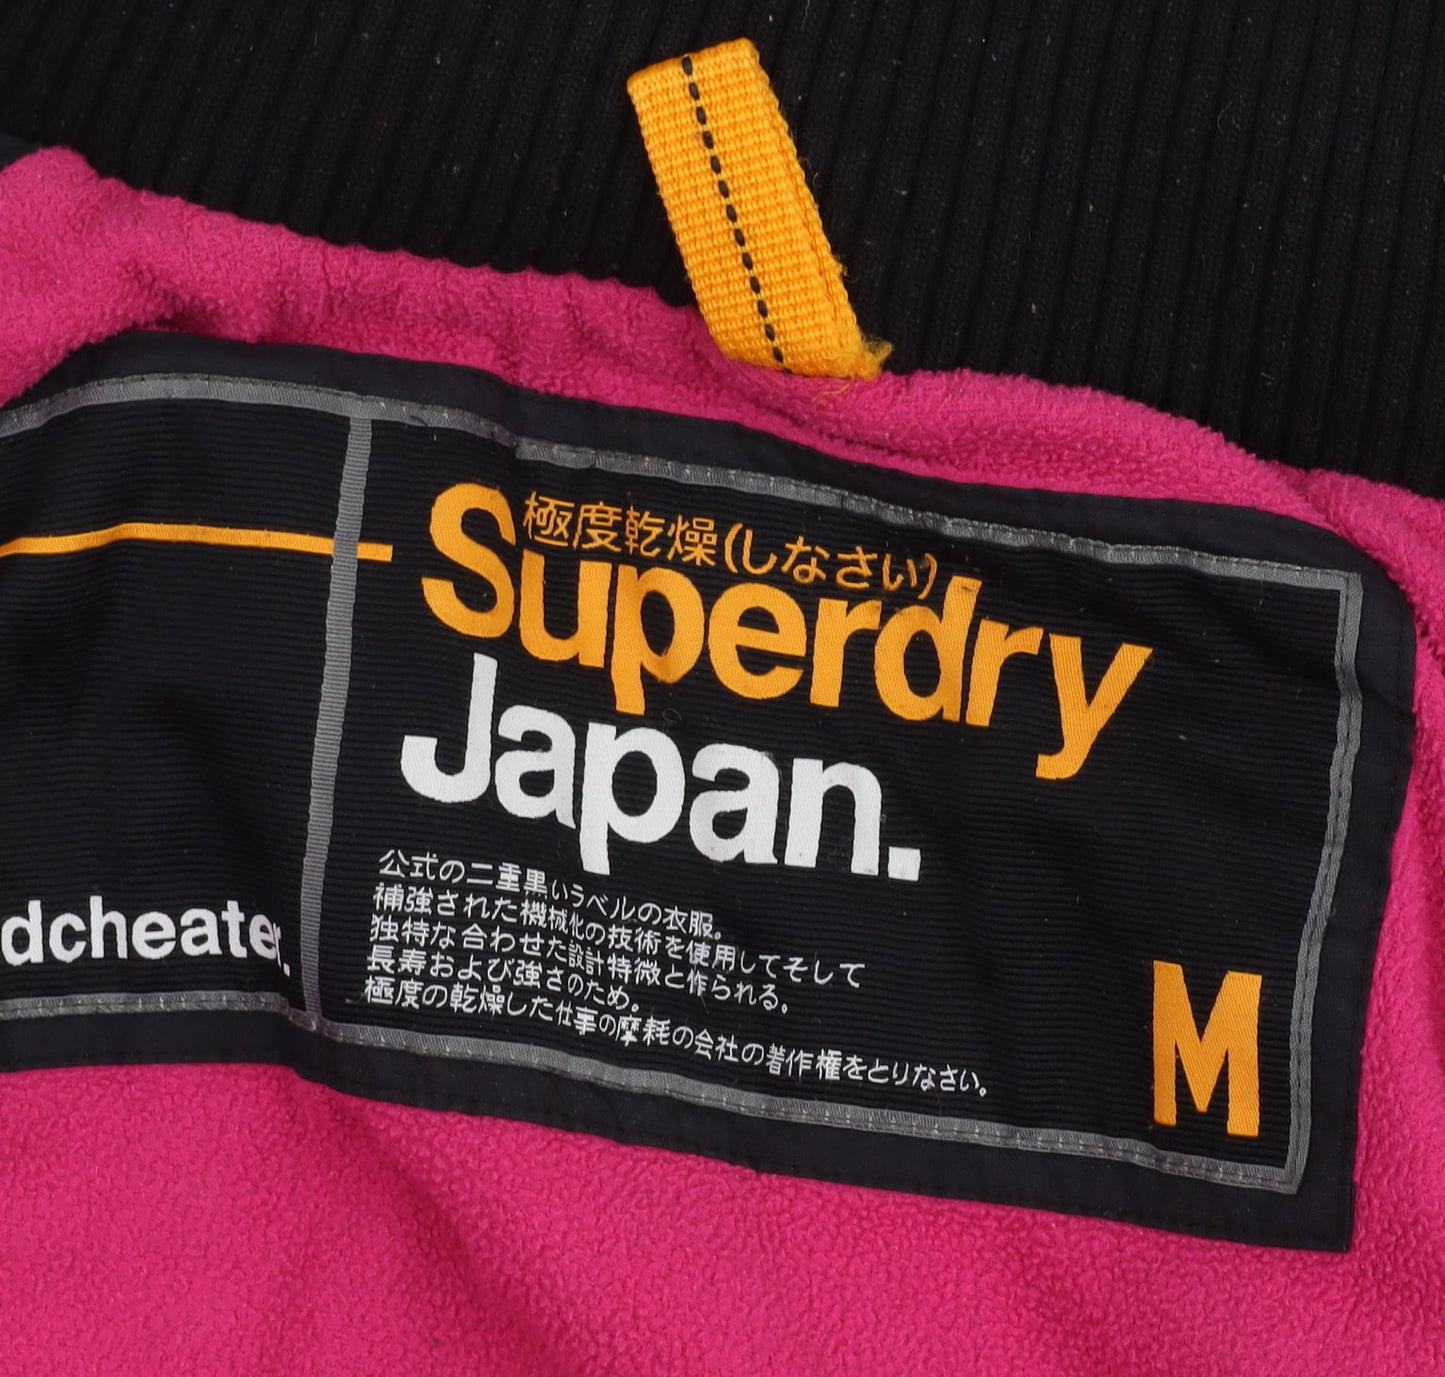 極度乾燥(しなさい)
Superdry
Japan.
公式の二重黒いラベルの衣服。
補強された機械化の技術を使用してそして
独特な合わせた設計特微と作られる。
長寿および強さのため。
極度の乾燥した仕事の摩耗の会社の著作権をとりなさい。
M
dcheater.